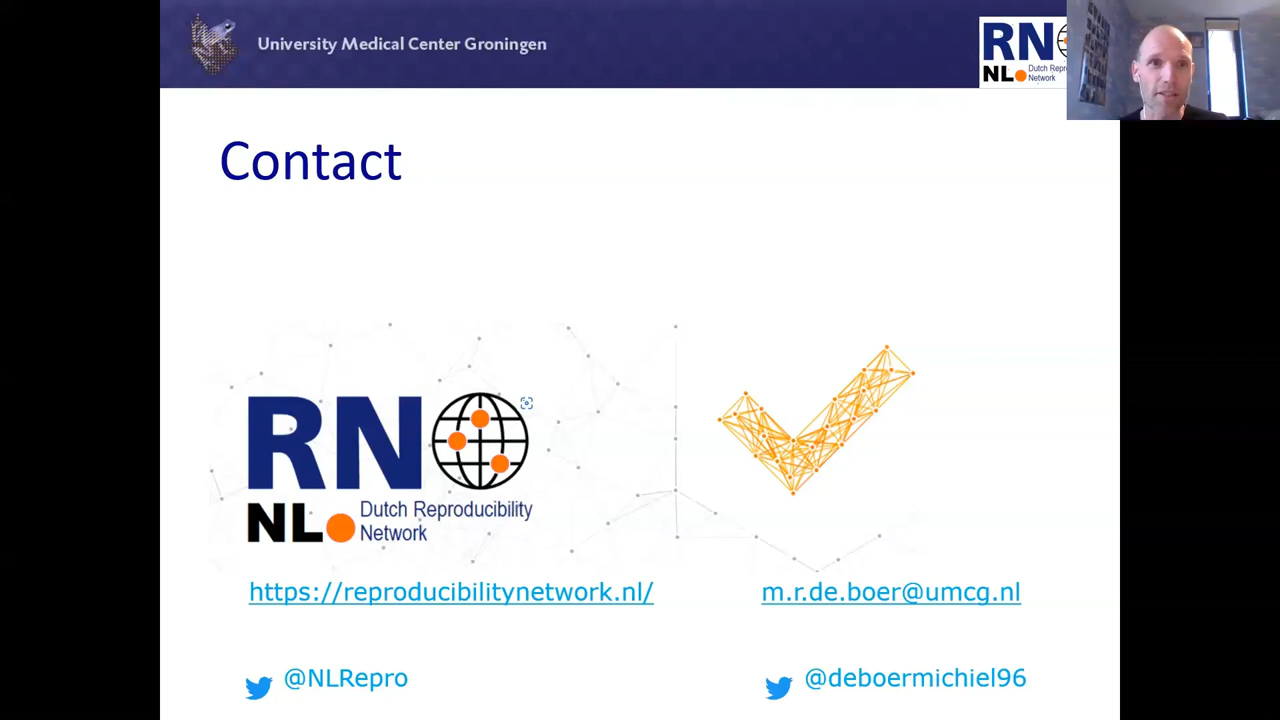 University Medical Center Groningen
RN
NL
Dutch Repr
Network
Contact
RN
NL
Dutch Reproducibility
Network
https://reproducibilitynetwork.nl/
m.r.de.boer@umcg.nl
@NLRepro
@deboermichiel96